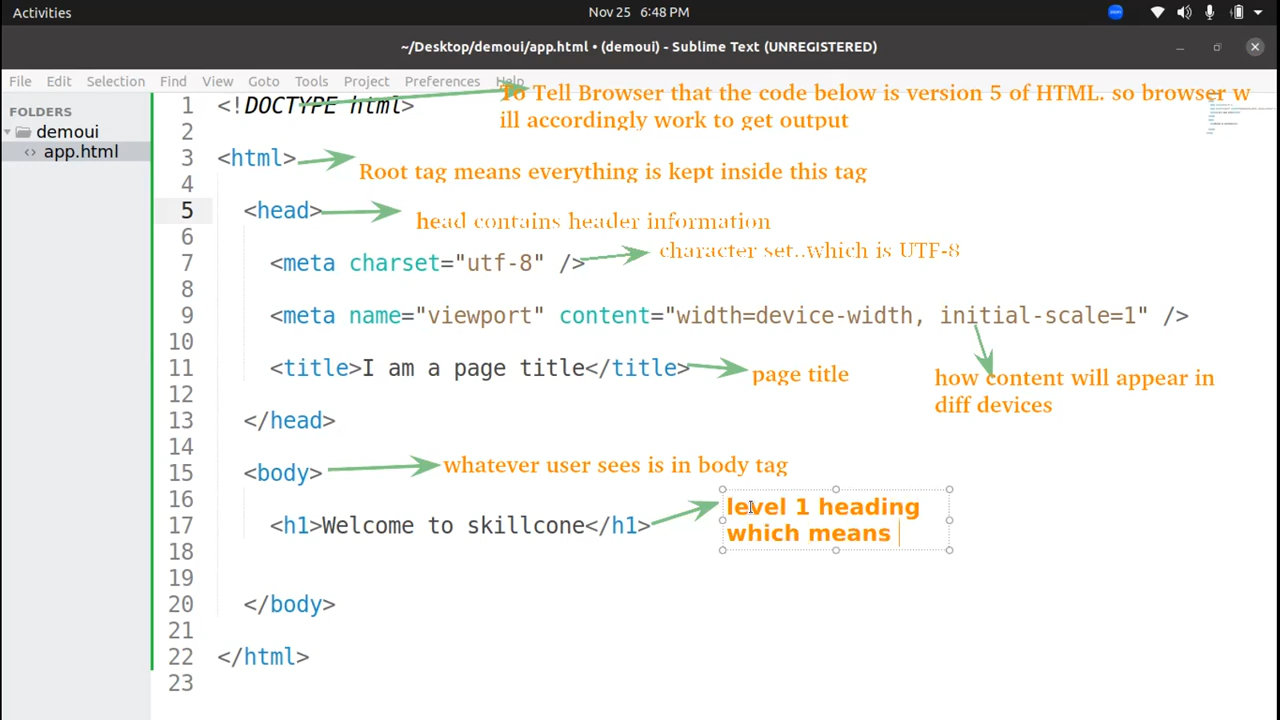 Activities
Nov 25 6:48 PM
~/Desktop/demoui/app.html • (demoui) - Sublime Text (UNREGISTERED)
File Edit Selection Find View Goto Tools Project Preferences Help
FOLDERS
demoui
app.html
To Tell Browser that the code below is version 5 of HTML. so browser w
ill accordingly work to get output
1 <!DOCTYPE html>
2
3 <html>
Root tag means everything is kept inside this tag
4
5 <head>
head contains header information
6
7 <meta charset="utf-8" />
character set..which is UTF-8
8
9 <meta name="viewport" content="width=device-width, initial-scale=1" />
how content will appear in
diff devices
10
11 <title>I am a page title</title>
page title
12
13 </head>
14
15 <body>
whatever user sees is in body tag
16
17 <h1>Welcome to skillcone</h1>
level 1 heading
which means
18
19
20 </body>
21
22 </html>
23